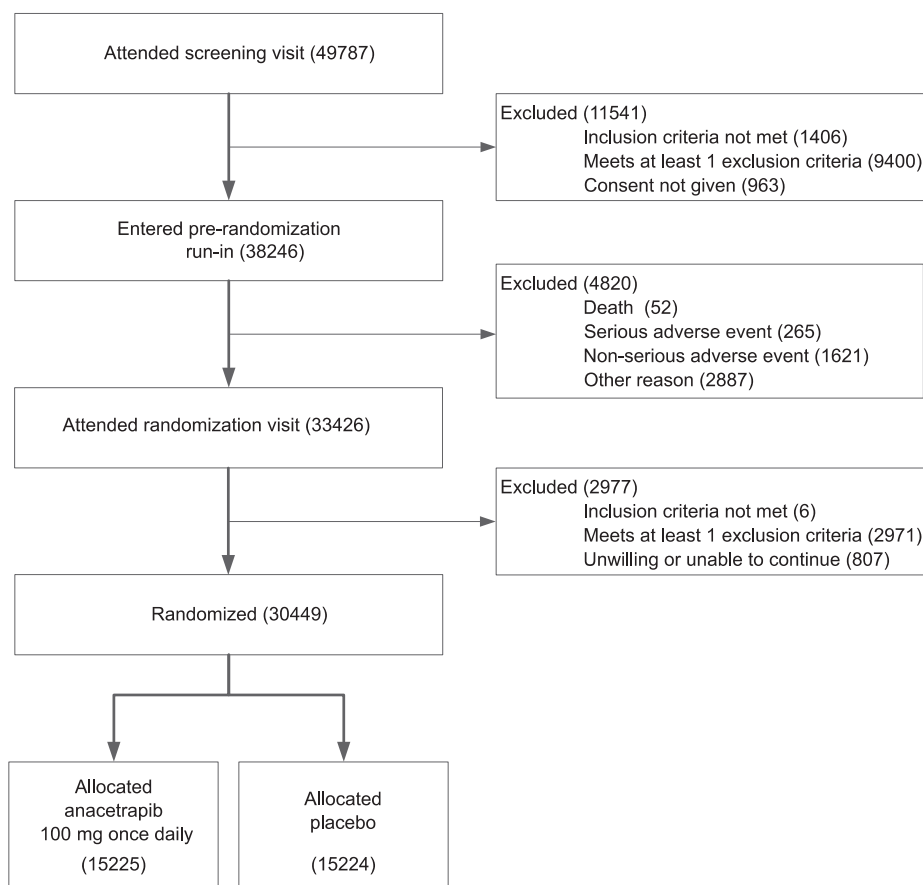 Attended screening visit (49787)
Excluded (11541)
Inclusion criteria not met (1406)
Meets at least 1 exclusion criteria (9400)
Consent not given (963)
Entered pre-randomization
run-in (38246)
Excluded (4820)
Death (52)
Serious adverse event (265)
Non-serious adverse event (1621)
Other reason (2887)
Attended randomization visit (33426)
Excluded (2977)
Inclusion criteria not met (6)
Meets at least 1 exclusion criteria (2971)
Unwilling or unable to continue (807)
Randomized (30449)
Allocated
anacetrapib
100 mg once daily
(15225)
Allocated
placebo
(15224)